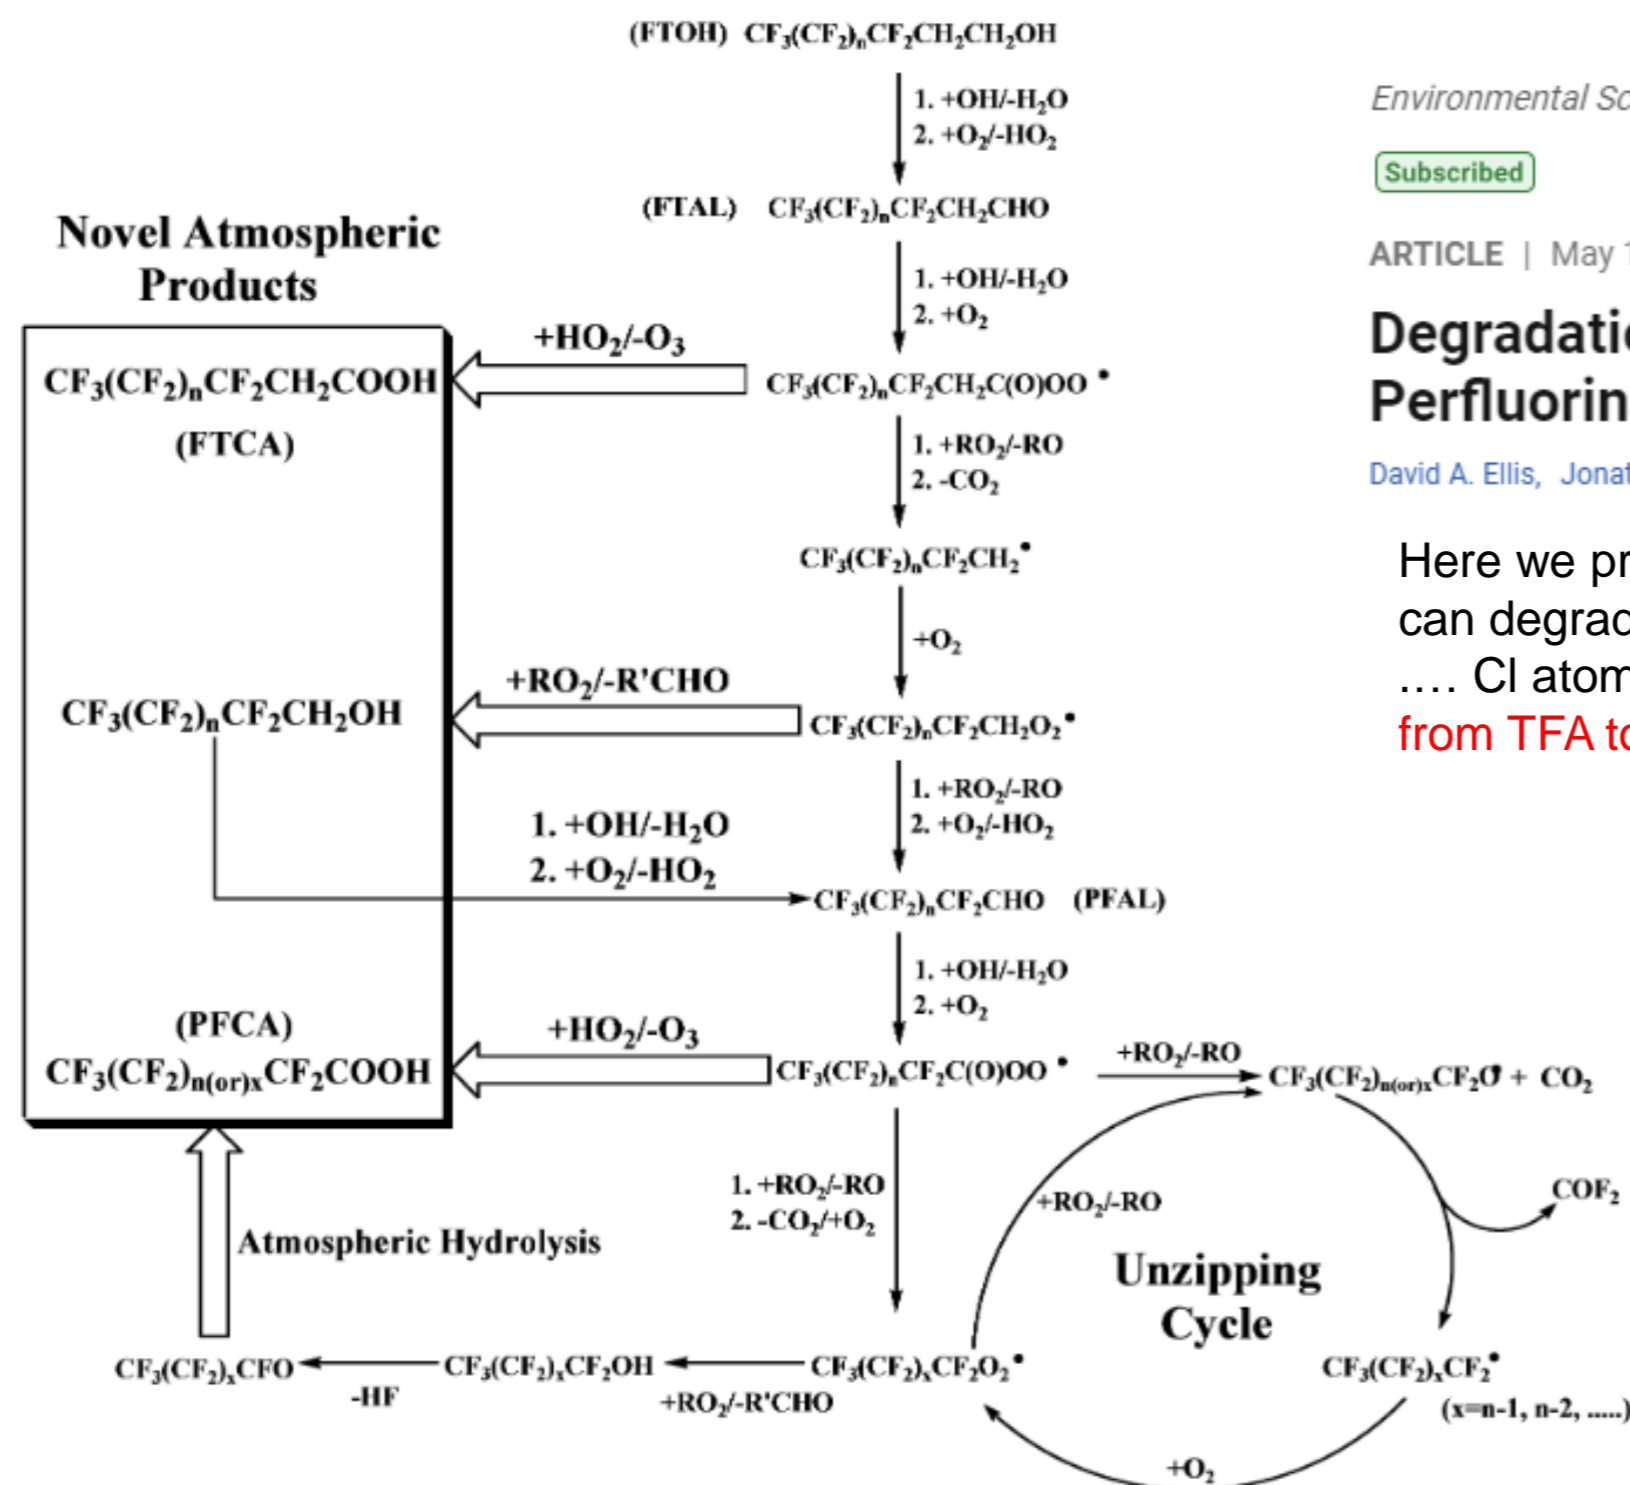 (FTOH) CF₃(CF₂)ₙCF₂CH₂CH₂OH
1. +OH/-H₂O
2. +O₂/-HO₂
(FTAL) CF₃(CF₂)ₙCF₂CH₂CHO
1. +OH/-H₂O
2. +O₂
Novel Atmospheric
Products
+HO₂/-O₃
CF₃(CF₂)ₙCF₂CH₂COOH
(FTCA)
CF₃(CF₂)ₙCF₂CH₂C(O)OO •
1. +RO₂/-RO
2. -CO₂
CF₃(CF₂)ₙCF₂CH₂•
+O₂
+RO₂/-R'CHO
CF₃(CF₂)ₙCF₂CH₂OH
CF₃(CF₂)ₙCF₂CH₂O₂•
1. +RO₂/-RO
2. +O₂/-HO₂
1. +OH/-H₂O
2. +O₂/-HO₂
CF₃(CF₂)ₙCF₂CHO (PFAL)
1. +OH/-H₂O
2. +O₂
(PFCA)
CF₃(CF₂)ₙ₍ₒᵣ₎ₓCF₂COOH
+HO₂/-O₃
CF₃(CF₂)ₙCF₂C(O)OO •
+RO₂/-RO
CF₃(CF₂)ₙ₍ₒᵣ₎ₓCF₂O• + CO₂
1. +RO₂/-RO
2. -CO₂/+O₂
+RO₂/-RO
COF₂
Unzipping
Cycle
Atmospheric Hydrolysis
CF₃(CF₂)ₓCFO
-HF
CF₃(CF₂)ₓCF₂OH
+RO₂/-R'CHO
CF₃(CF₂)ₓCF₂O₂•
CF₃(CF₂)ₓCF₂•
(x=n-1, n-2, .....)
+O₂
Environmental Sc
Subscribed
ARTICLE | May 1
Degradati
Perfluorin
David A. Ellis, Jonat
Here we pr
can degrad
.... Cl atom
from TFA to